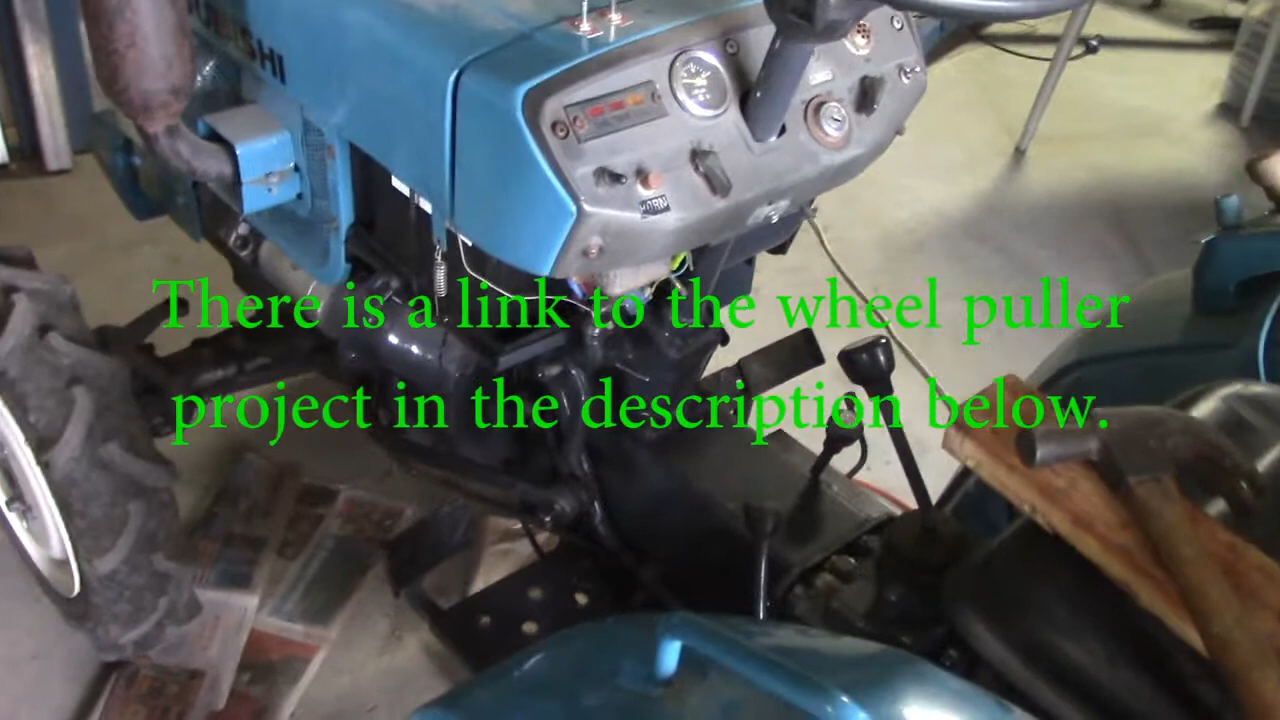 There is a link to the wheel puller
project in the description below.
HORN